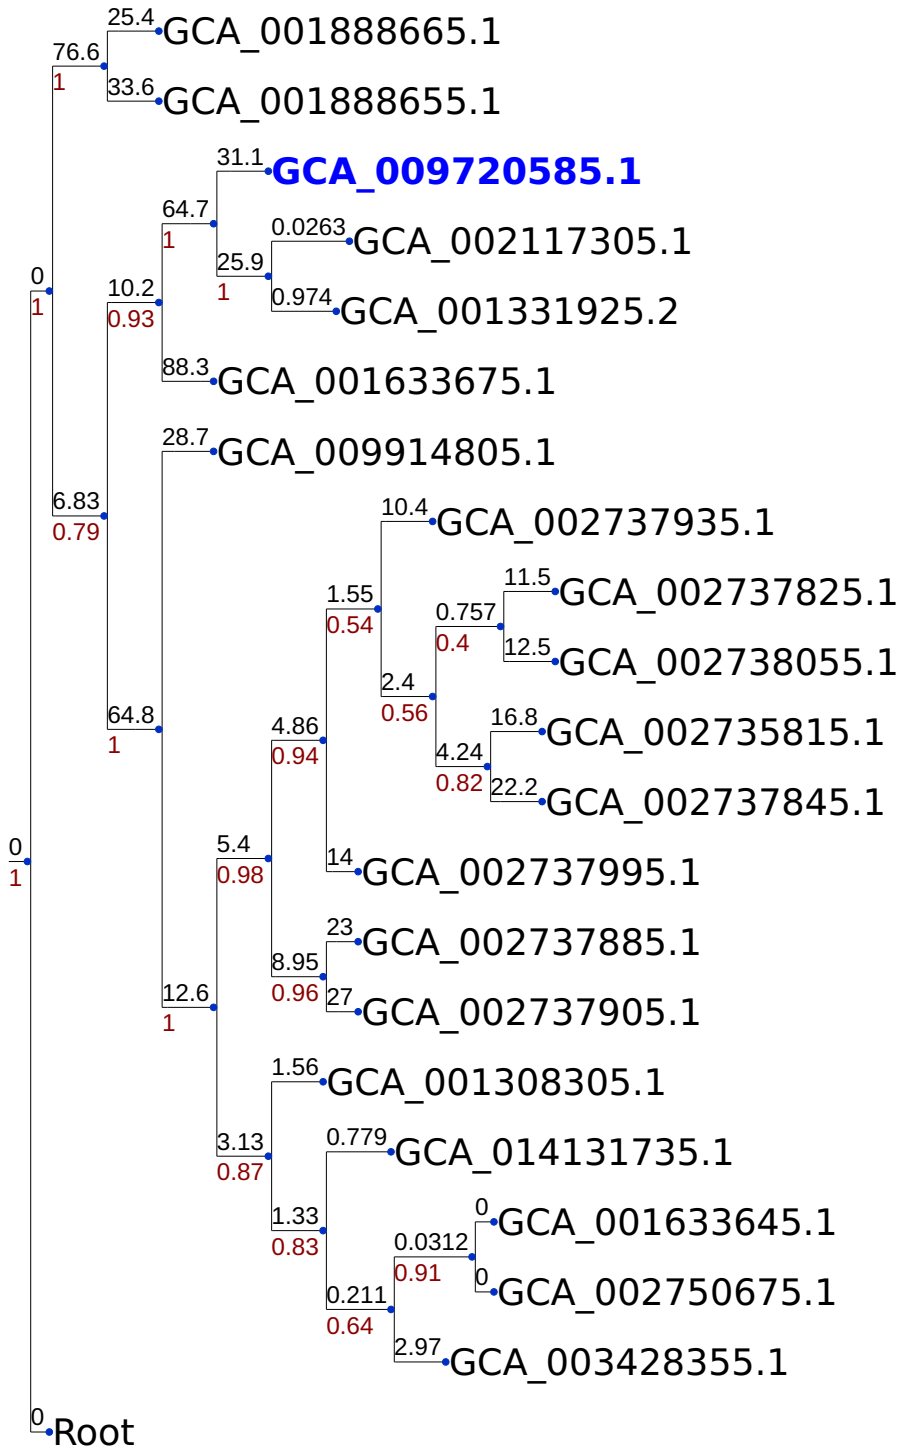 25.4
GCA_001888665.1
76.6
1
33.6
GCA_001888655.1
31.1
GCA_009720585.1
64.7
1
0.0263
GCA_002117305.1
0
1
25.9
1
10.2
0.93
0.974
GCA_001331925.2
88.3
GCA_001633675.1
28.7
GCA_009914805.1
6.83
0.79
10.4
GCA_002737935.1
1.55
0.54
11.5
GCA_002737825.1
0.757
0.4
12.5
GCA_002738055.1
2.4
0.56
64.8
1
4.86
0.94
16.8
GCA_002735815.1
4.24
0.82
22.2
GCA_002737845.1
0
1
5.4
0.98
14
GCA_002737995.1
23
GCA_002737885.1
8.95
0.96
12.6
1
27
GCA_002737905.1
1.56
GCA_001308305.1
3.13
0.87
0.779
GCA_014131735.1
1.33
0.83
0
GCA_001633645.1
0.0312
0.91
0
GCA_002750675.1
0.211
0.64
2.97
GCA_003428355.1
0
Root